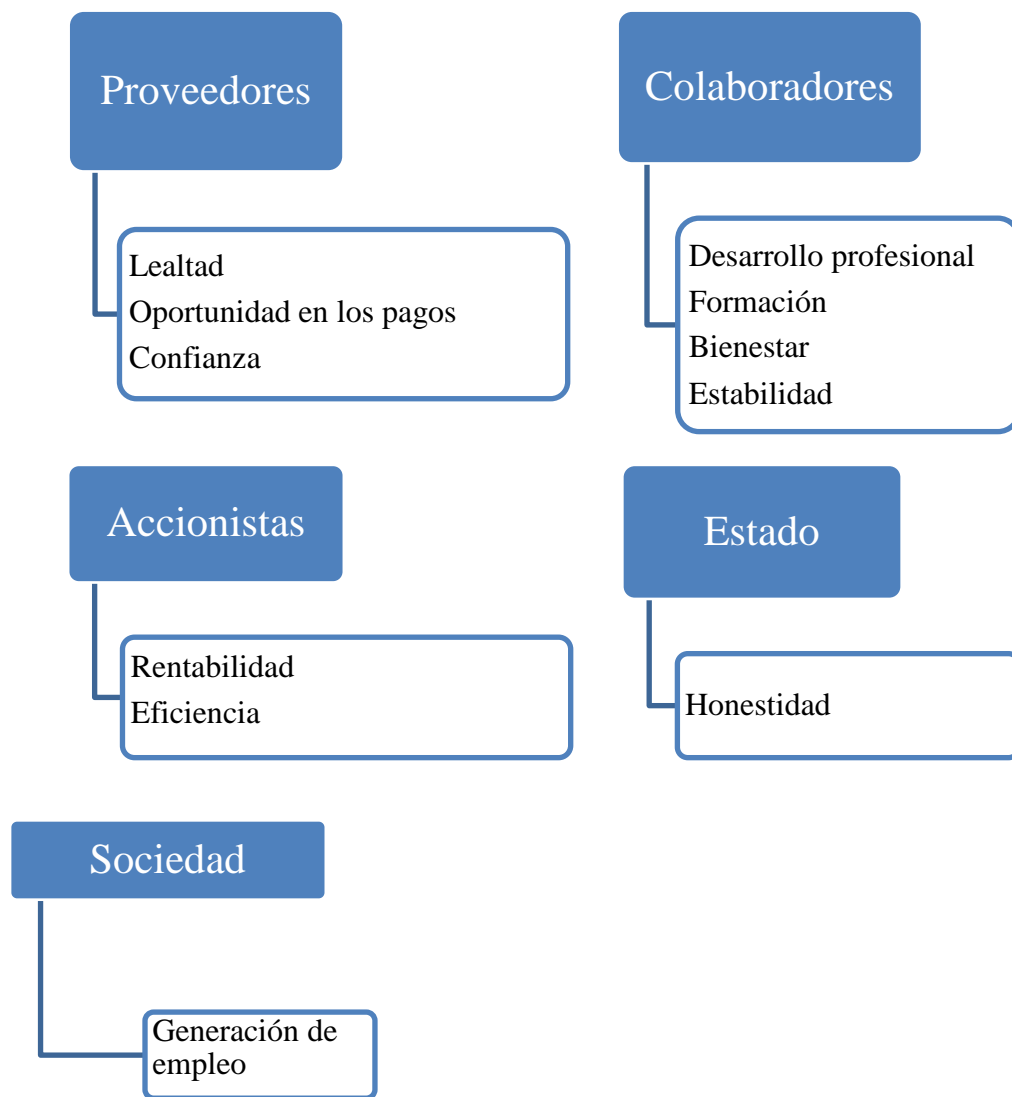 Proveedores
Lealtad
Oportunidad en los pagos
Confianza
Colaboradores
Desarrollo profesional
Formación
Bienestar
Estabilidad
Accionistas
Rentabilidad
Eficiencia
Estado
Honestidad
Sociedad
Generación de
empleo